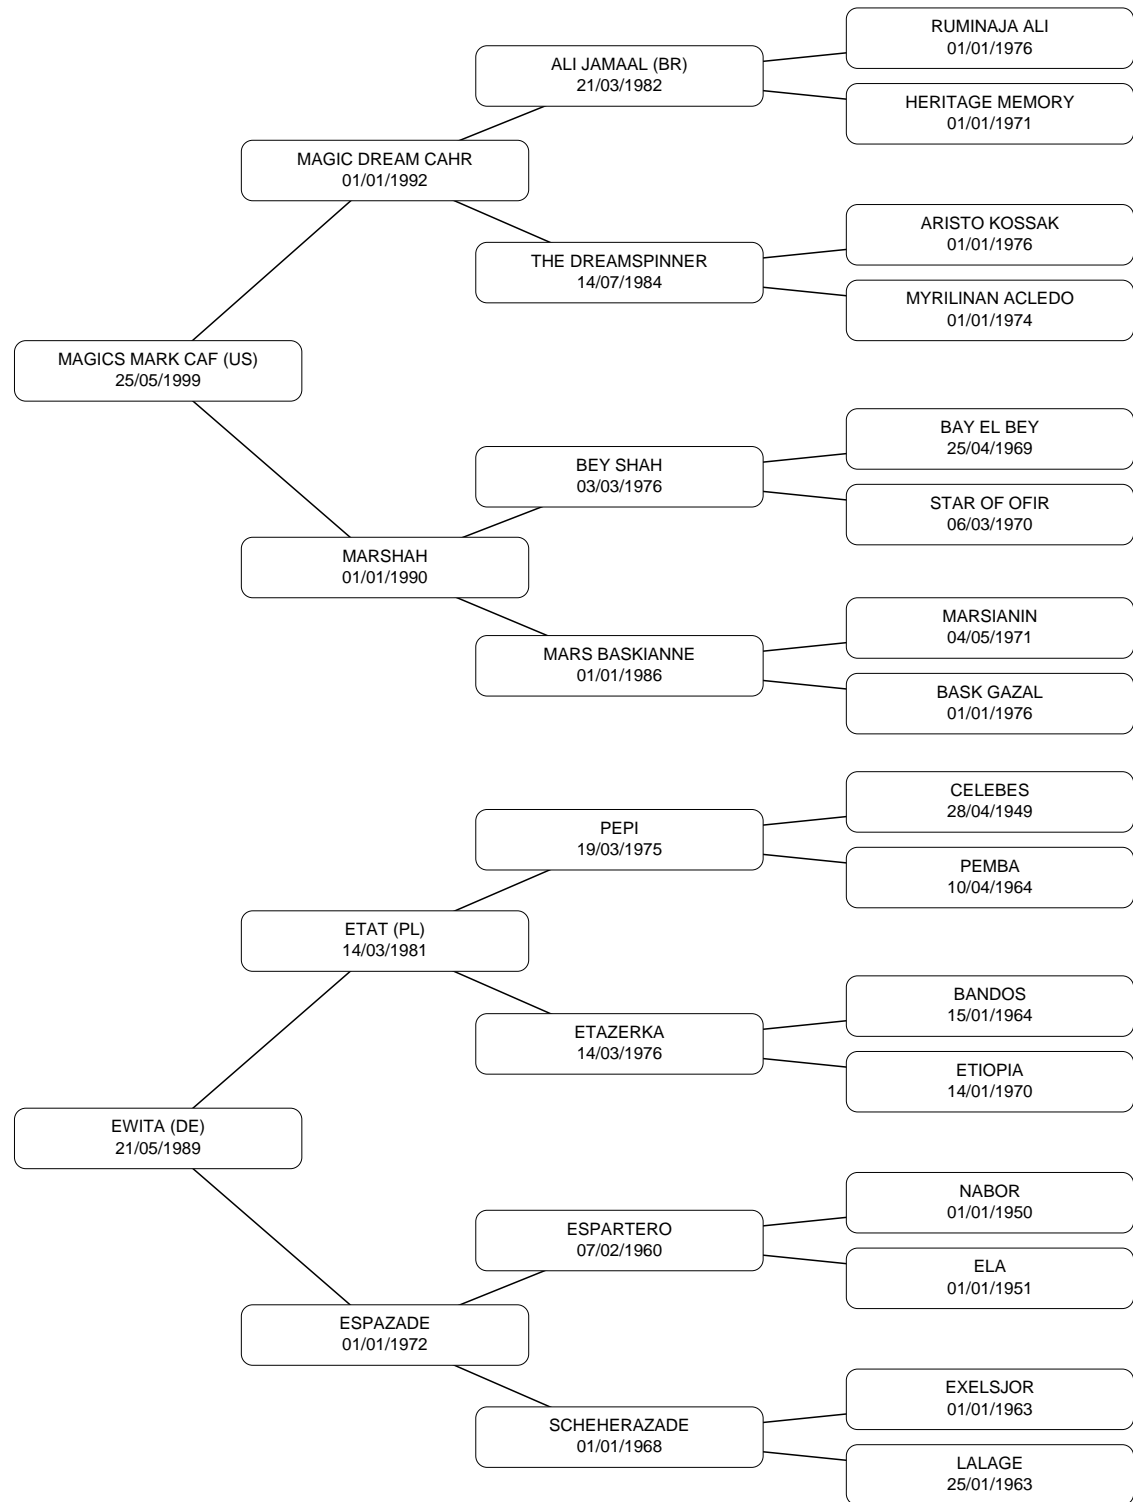 RUMINAJA ALI
01/01/1976
ALI JAMAAL (BR)
21/03/1982
HERITAGE MEMORY
01/01/1971
MAGIC DREAM CAHR
01/01/1992
ARISTO KOSSAK
01/01/1976
THE DREAMSPINNER
14/07/1984
MYRILINAN ACLEDO
01/01/1974
MAGICS MARK CAF (US)
25/05/1999
BAY EL BEY
25/04/1969
BEY SHAH
03/03/1976
STAR OF OFIR
06/03/1970
MARSHAH
01/01/1990
MARSIANIN
04/05/1971
MARS BASKIANNE
01/01/1986
BASK GAZAL
01/01/1976
CELEBES
28/04/1949
PEPI
19/03/1975
PEMBA
10/04/1964
ETAT (PL)
14/03/1981
BANDOS
15/01/1964
ETAZERKA
14/03/1976
ETIOPIA
14/01/1970
EWITA (DE)
21/05/1989
NABOR
01/01/1950
ESPARTERO
07/02/1960
ELA
01/01/1951
ESPAZADE
01/01/1972
EXELSJOR
01/01/1963
SCHEHERAZADE
01/01/1968
LALAGE
25/01/1963